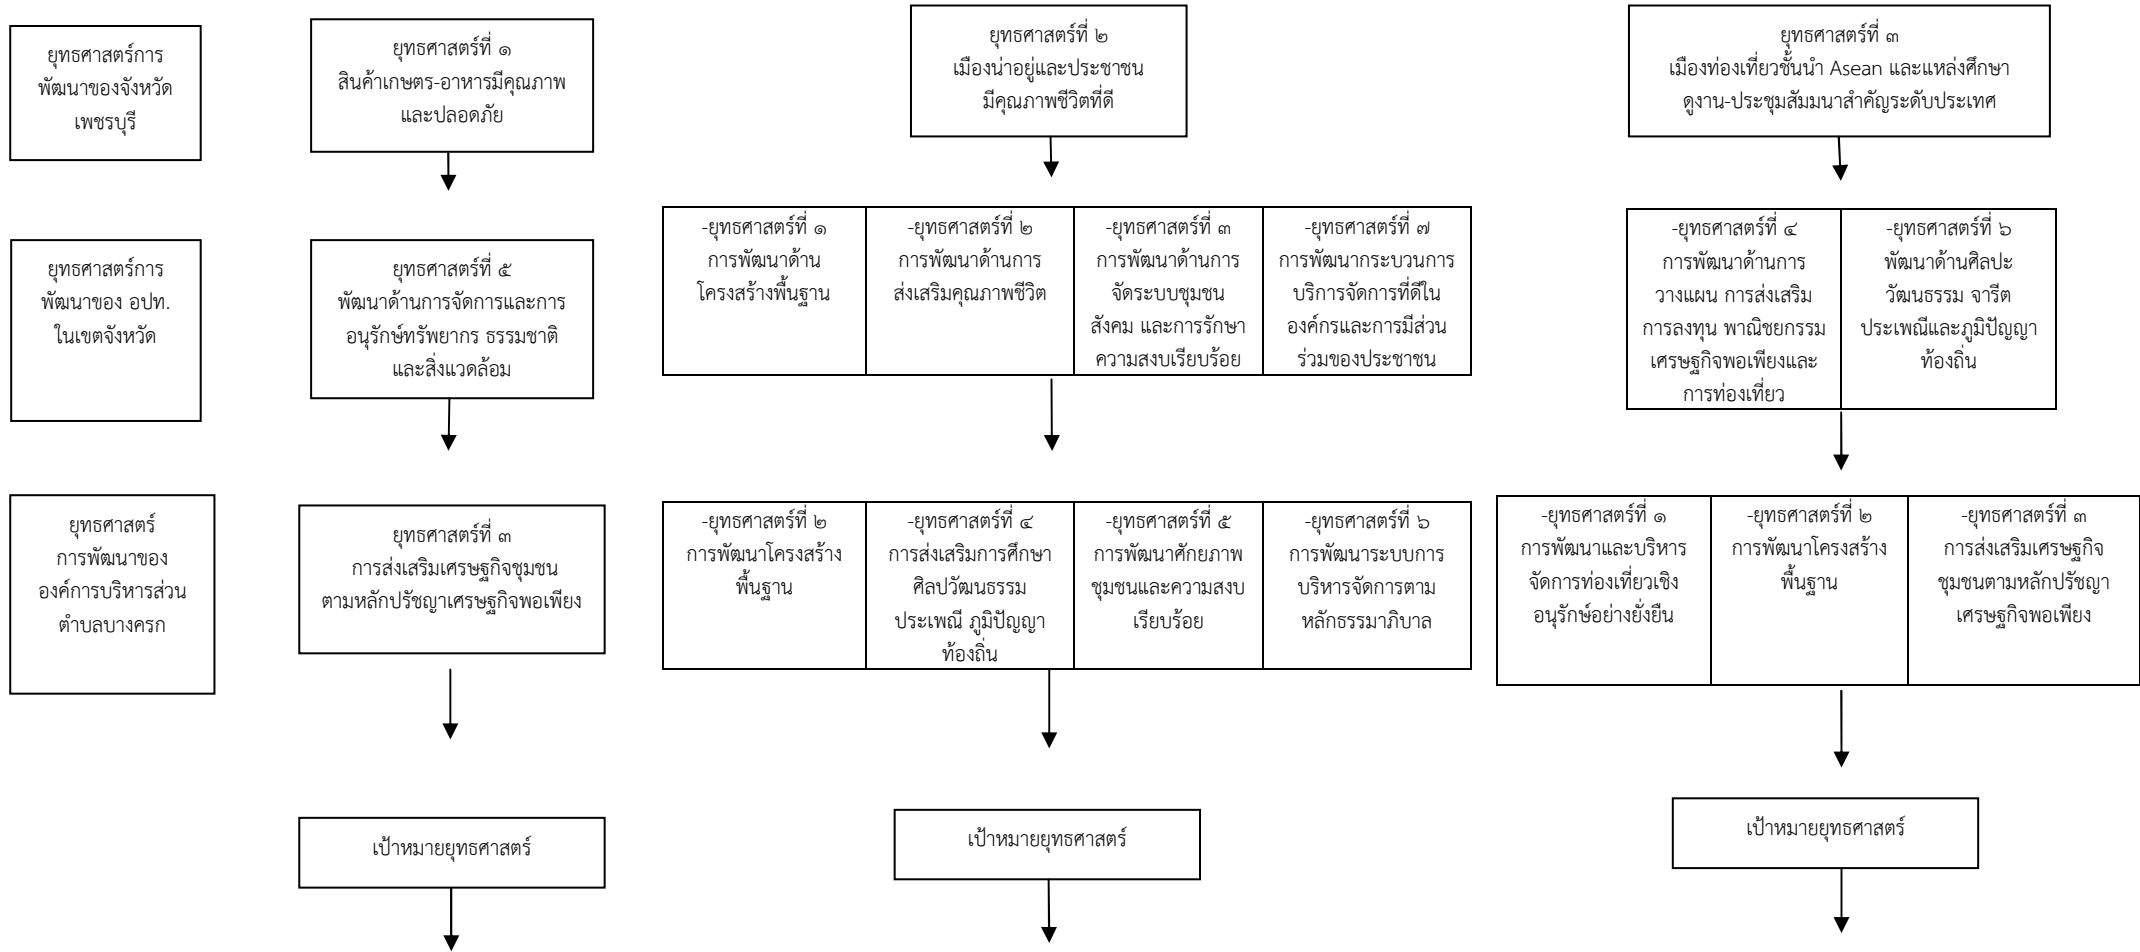 ยุทธศาสตร์การ
พัฒนาของจังหวัด
เพชรบุรี
ยุทธศาสตร์ที่ ๑
สินค้าเกษตร-อาหารมีคุณภาพ
และปลอดภัย
ยุทธศาสตร์ที่ ๒
เมืองน่าอยู่และประชาชน
มีคุณภาพชีวิตที่ดี
ยุทธศาสตร์ที่ ๓
เมืองท่องเที่ยวชั้นนำ Asean และแหล่งศึกษา
ดูงาน-ประชุมสัมมนาสำคัญระดับประเทศ
ยุทธศาสตร์การ
พัฒนาของ อปท.
ในเขตจังหวัด
ยุทธศาสตร์ที่ ๕
พัฒนาด้านการจัดการและการ
อนุรักษ์ทรัพยากร ธรรมชาติ
และสิ่งแวดล้อม
-ยุทธศาสตร์ที่ ๑
การพัฒนาด้าน
โครงสร้างพื้นฐาน
-ยุทธศาสตร์ที่ ๒
การพัฒนาด้านการ
ส่งเสริมคุณภาพชีวิต
-ยุทธศาสตร์ที่ ๓
การพัฒนาด้านการ
จัดระบบชุมชน
สังคม และการรักษา
ความสงบเรียบร้อย
-ยุทธศาสตร์ที่ ๗
การพัฒนากระบวนการ
บริการจัดการที่ดีใน
องค์กรและการมีส่วน
ร่วมของประชาชน
-ยุทธศาสตร์ที่ ๔
การพัฒนาด้านการ
วางแผน การส่งเสริม
การลงทุน พาณิชยกรรม
เศรษฐกิจพอเพียงและ
การท่องเที่ยว
-ยุทธศาสตร์ที่ ๖
พัฒนาด้านศิลปะ
วัฒนธรรม จารีต
ประเพณีและภูมิปัญญา
ท้องถิ่น
ยุทธศาสตร์
การพัฒนาของ
องค์การบริหารส่วน
ตำบลบางครก
ยุทธศาสตร์ที่ ๓
การส่งเสริมเศรษฐกิจชุมชน
ตามหลักปรัชญาเศรษฐกิจพอเพียง
-ยุทธศาสตร์ที่ ๒
การพัฒนาโครงสร้าง
พื้นฐาน
-ยุทธศาสตร์ที่ ๔
การส่งเสริมการศึกษา
ศิลปวัฒนธรรม
ประเพณี ภูมิปัญญา
ท้องถิ่น
-ยุทธศาสตร์ที่ ๕
การพัฒนาศักยภาพ
ชุมชนและความสงบ
เรียบร้อย
-ยุทธศาสตร์ที่ ๖
การพัฒนาระบบการ
บริหารจัดการตาม
หลักธรรมาภิบาล
-ยุทธศาสตร์ที่ ๑
การพัฒนาและบริหาร
จัดการท่องเที่ยวเชิง
อนุรักษ์อย่างยั่งยืน
-ยุทธศาสตร์ที่ ๒
การพัฒนาโครงสร้าง
พื้นฐาน
-ยุทธศาสตร์ที่ ๓
การส่งเสริมเศรษฐกิจ
ชุมชนตามหลักปรัชญา
เศรษฐกิจพอเพียง
เป้าหมายยุทธศาสตร์
เป้าหมายยุทธศาสตร์
เป้าหมายยุทธศาสตร์